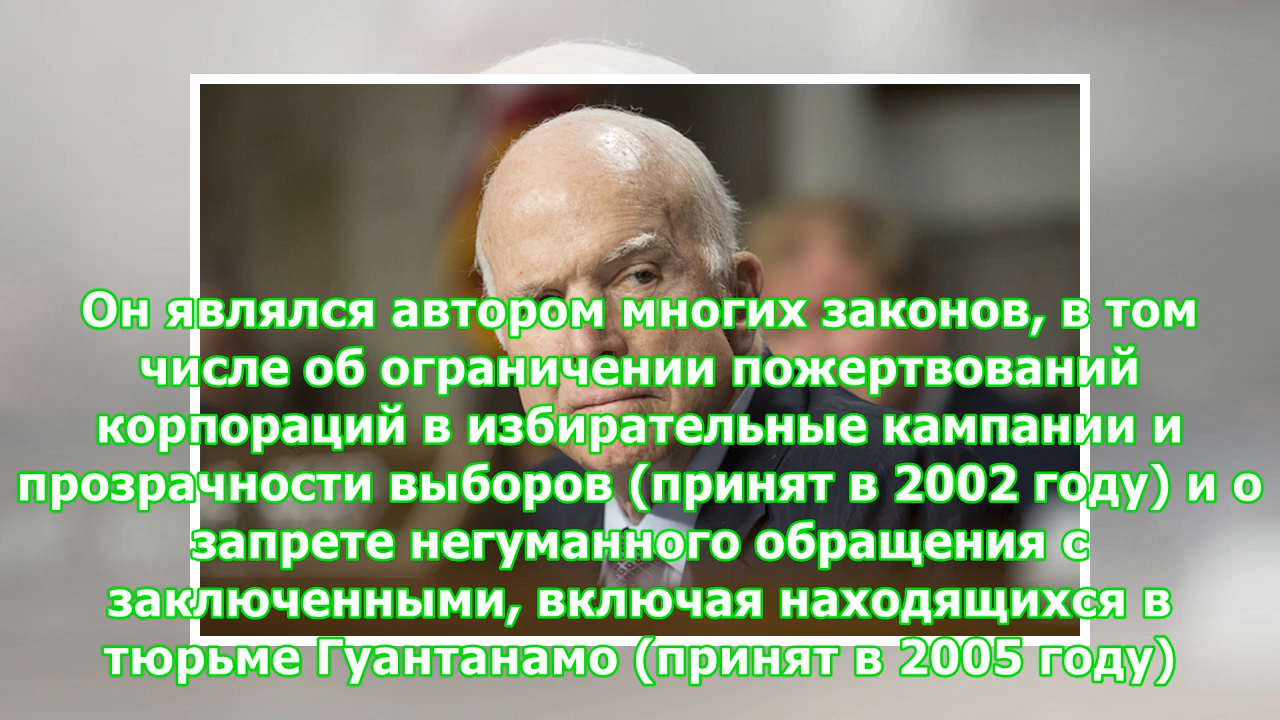 Он являлся автором многих законов, в том
числе об ограничении пожертвований
корпораций в избирательные кампании и
прозрачности выборов (принят в 2002 году) и о
запрете негуманного обращения с
заключенными, включая находящихся в
тюрьме Гуантанамо (принят в 2005 году)